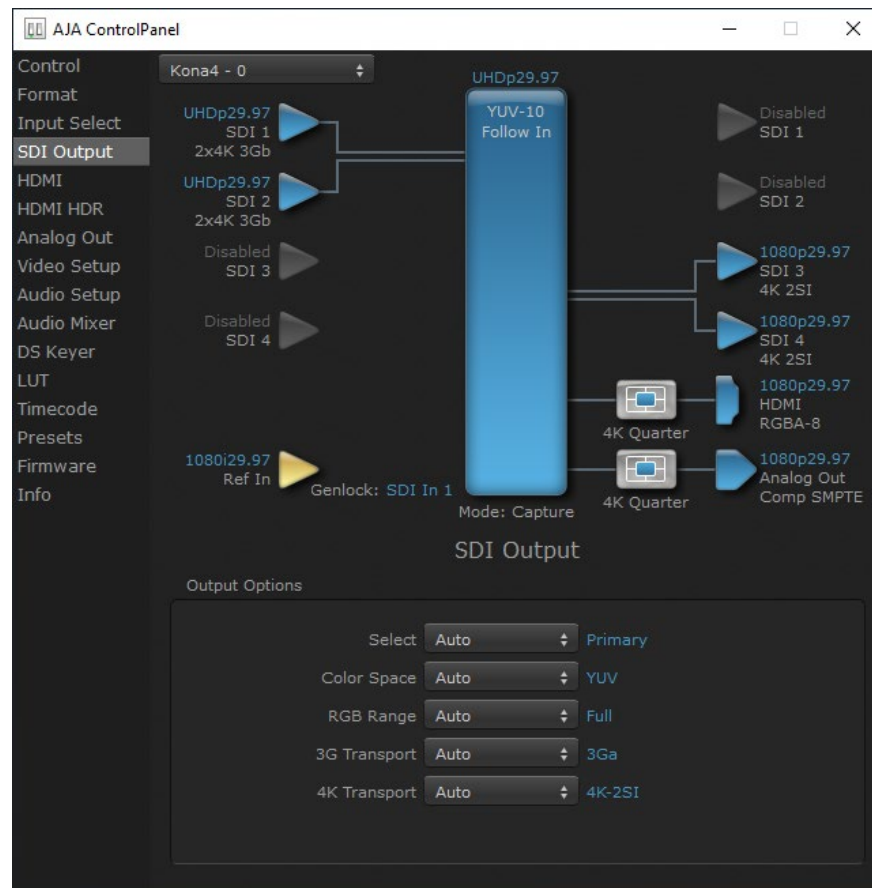 AJA ControlPanel
Control
Format
Input Select
SDI Output
HDMI
HDMI HDR
Analog Out
Video Setup
Audio Setup
Audio Mixer
DS Keyer
LUT
Timecode
Presets
Firmware
Info
Kona4 - 0
UHDp29.97
SDI 1
2x4K 3Gb
UHDp29.97
SDI 2
2x4K 3Gb
Disabled
SDI 3
Disabled
SDI 4
1080i29.97
Ref In
Genlock: SDI In 1
UHDp29.97
YUV-10
Follow In
Mode: Capture
Disabled
SDI 1
Disabled
SDI 2
1080p29.97
SDI 3
4K 2SI
1080p29.97
SDI 4
4K 2SI
4K Quarter
1080p29.97
HDMI
RGBA-8
4K Quarter
1080p29.97
Analog Out
Comp SMPTE
SDI Output
Output Options
Select Auto Primary
Color Space Auto YUV
RGB Range Auto Full
3G Transport Auto 3Ga
4K Transport Auto 4K-2SI